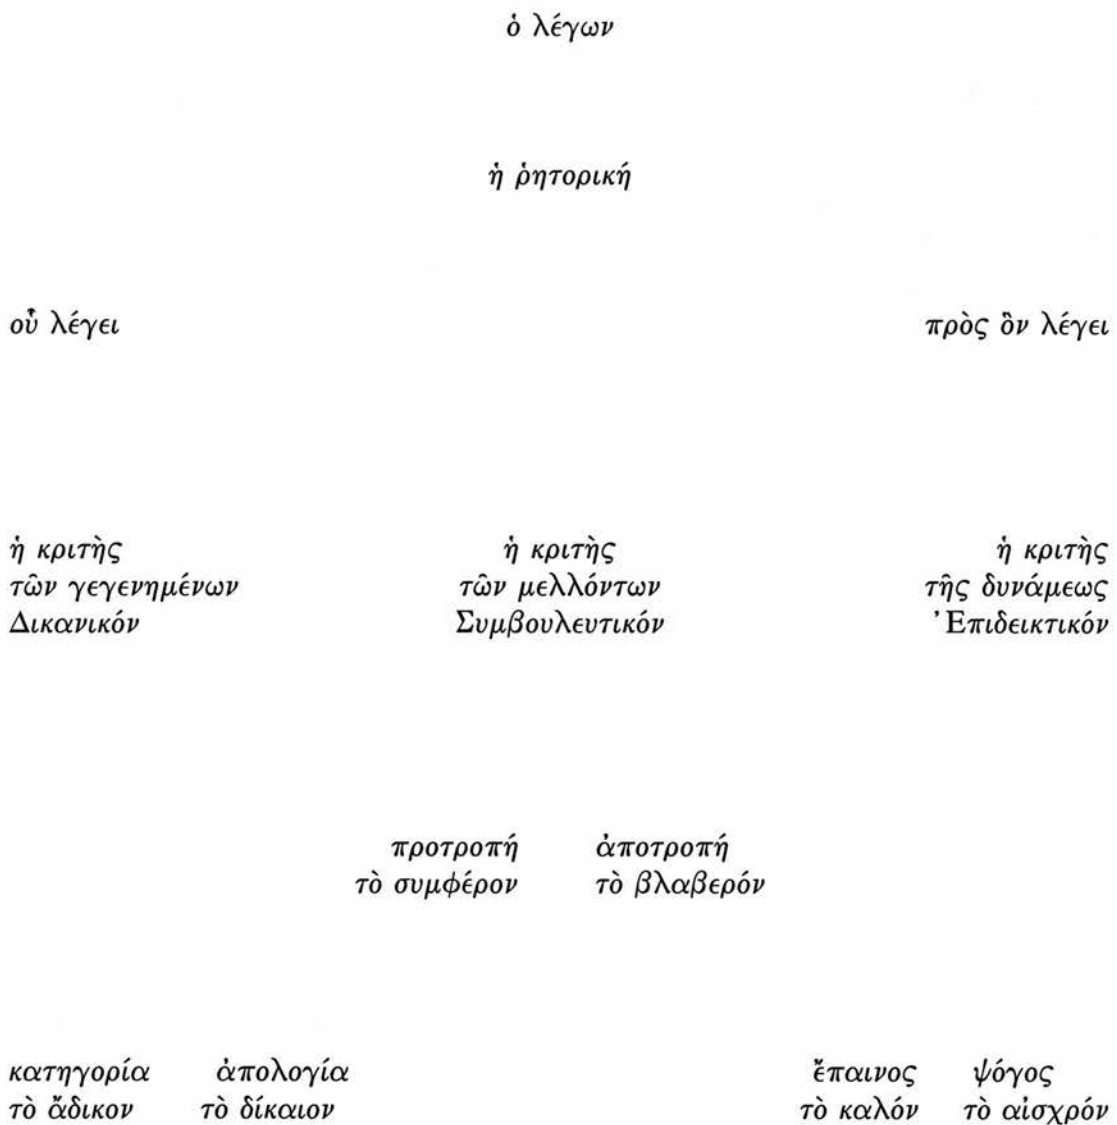 ὁ λέγων
ἡ ῥητορική
οὗ λέγει πρὸς ὃν λέγει
ἡ κριτὴς ἡ κριτὴς ἡ κριτὴς
τῶν γεγενημένων τῶν μελλόντων τῆς δυνάμεως
Δικανικόν Συμβουλευτικόν Ἐπιδεικτικόν
προτροπή ἀποτροπή
τὸ συμφέρον τὸ βλαβερόν
κατηγορία ἀπολογία ἔπαινος ψόγος
τὸ ἄδικον τὸ δίκαιον τὸ καλόν τὸ αἰσχρόν